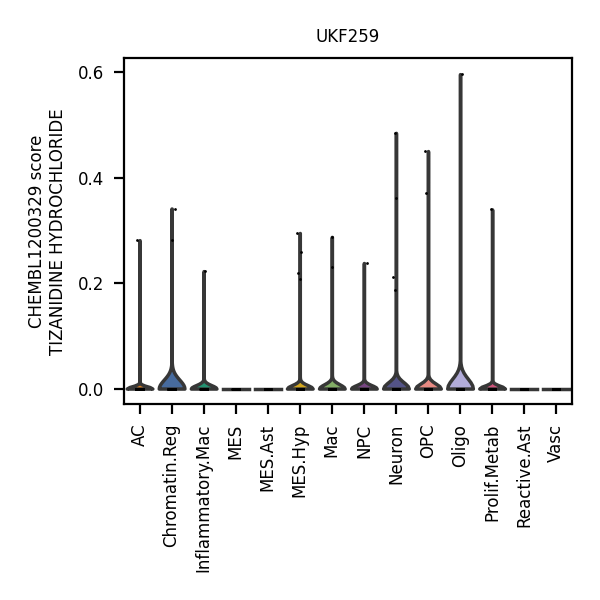 UKF259
CHEMBL1200329 score
TIZANIDINE HYDROCHLORIDE
0.6
0.4
0.2
0.0
AC
Chromatin.Reg
Inflammatory.Mac
MES
MES.Ast
MES.Hyp
Mac
NPC
Neuron
OPC
Oligo
Prolif.Metab
Reactive.Ast
Vasc